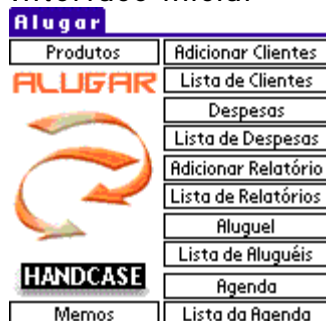 Interface Inicial
Alugar
Produtos
Adicionar Clientes
ALUGAR
Lista de Clientes
Despesas
Lista de Despesas
Adicionar Relatório
Lista de Relatórios
Aluguel
Lista de Aluguéis
HANDCASE
Agenda
Memos
Lista da Agenda